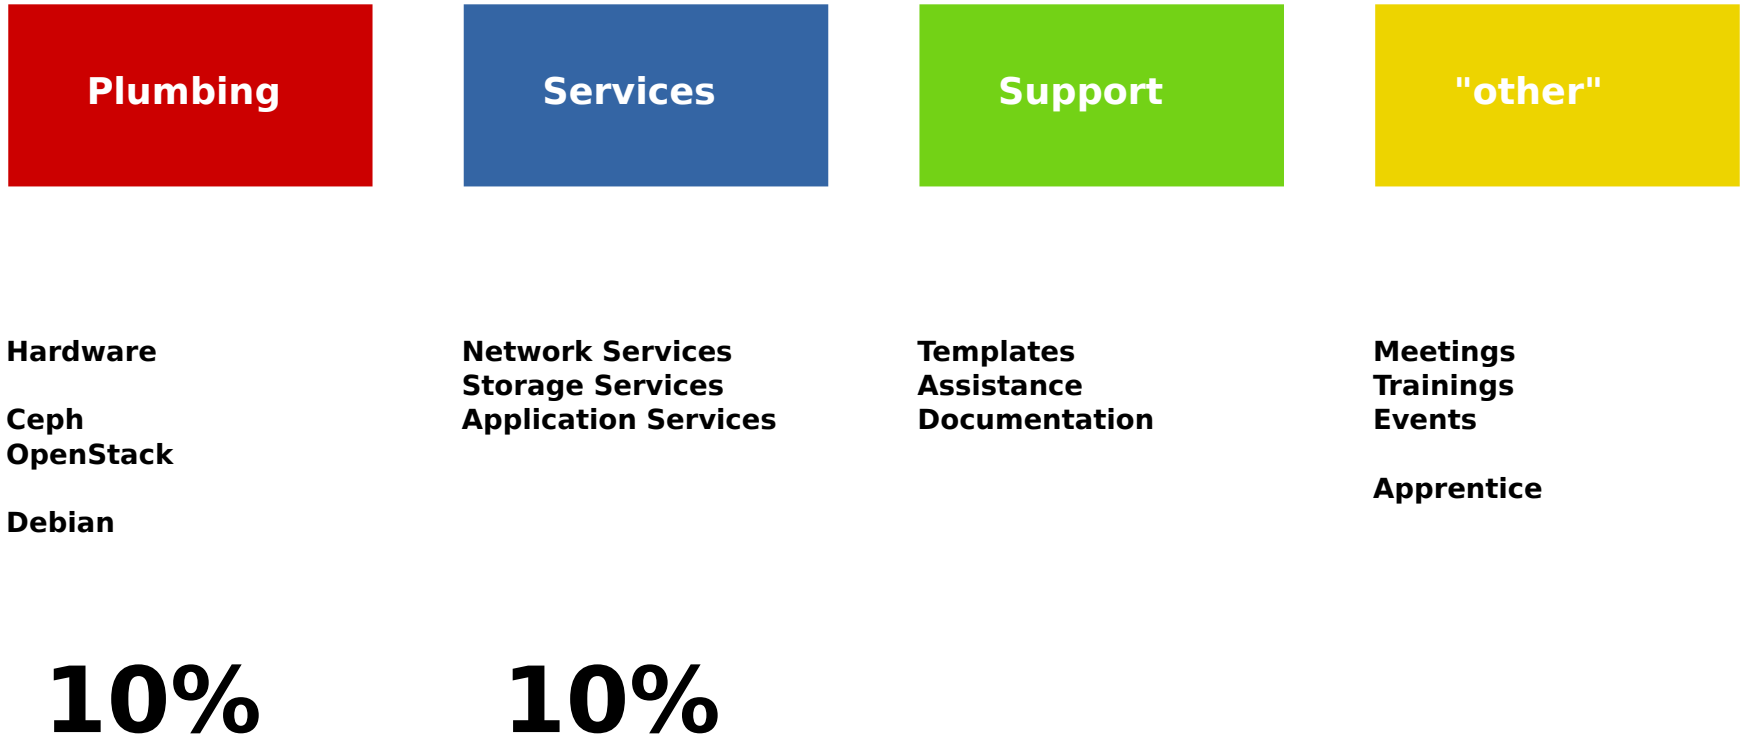 Plumbing
Services
Support
"other"
Hardware
Ceph
OpenStack
Debian
Network Services
Storage Services
Application Services
Templates
Assistance
Documentation
Meetings
Trainings
Events
Apprentice
10%
10%